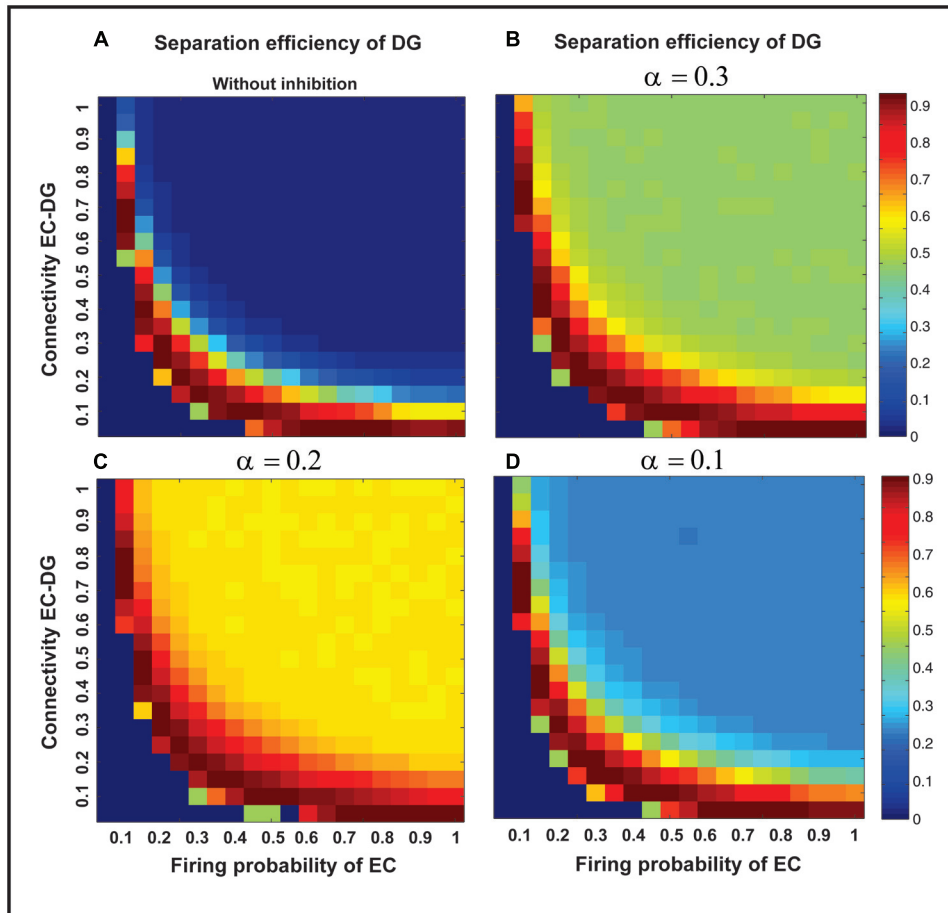 A
Separation efficiency of DG
Without inhibition
B
Separation efficiency of DG
α = 0.3
Connectivity EC-DG
1
0.9
0.8
0.7
0.6
0.5
0.4
0.3
0.2
0.1
0.9
0.8
0.7
0.6
0.5
0.4
0.3
0.2
0.1
0
C
α = 0.2
D
α = 0.1
Connectivity EC-DG
1
0.9
0.8
0.7
0.6
0.5
0.4
0.3
0.2
0.1
0.9
0.8
0.7
0.6
0.5
0.4
0.3
0.2
0.1
0
0.1 0.2 0.3 0.4 0.5 0.6 0.7 0.8 0.9 1
Firing probability of EC
0.1 0.2 0.3 0.4 0.5 0.6 0.7 0.8 0.9 1
Firing probability of EC